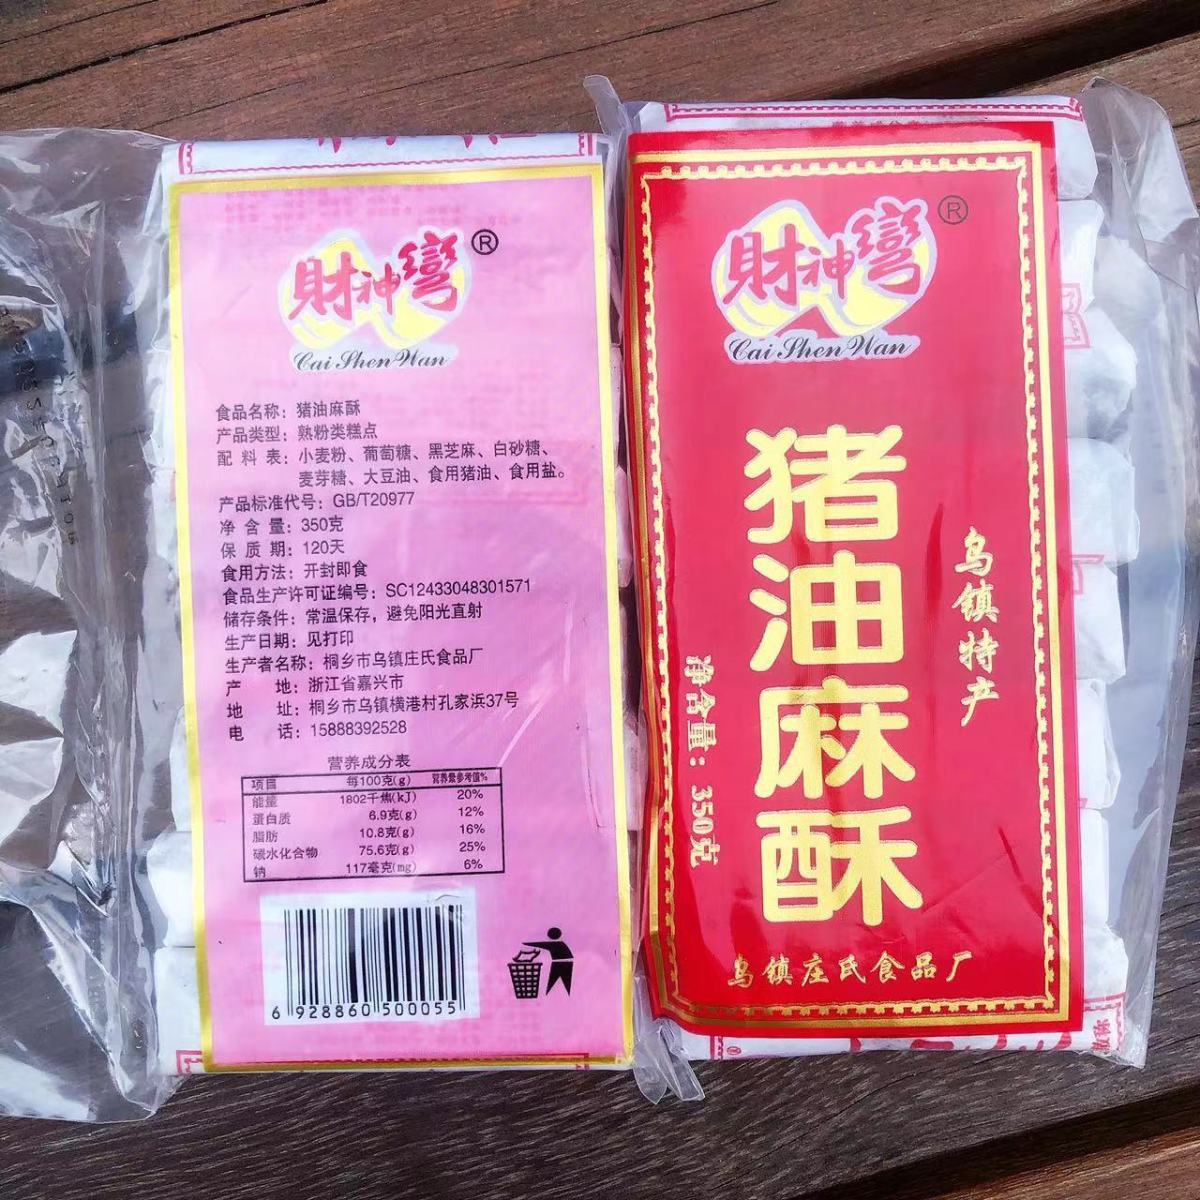 財神彎®
Cai Shen Wan
食品名称：猪油麻酥
产品类型：熟粉类糕点
配 料 表：小麦粉、葡萄糖、黑芝麻、白砂糖、
麦芽糖、大豆油、食用猪油、食用盐。
产品标准代号：GB/T20977
净 含 量：350克
保 质 期：120天
食用方法：开封即食
食品生产许可证编号：SC12433048301571
储存条件：常温保存，避免阳光直射
生产日期：见打印
生产者名称：桐乡市乌镇庄氏食品厂
产 地：浙江省嘉兴市
地 址：桐乡市乌镇横港村孔家浜37号
电 话：15888392528
营养成分表
项目 每100克(g) 营养素参考值%
能量 1802千焦(kJ) 20%
蛋白质 6.9克(g) 12%
脂肪 10.8克(g) 16%
碳水化合物 75.6克(g) 25%
钠 117毫克(mg) 6%
6 928860 500055
財神彎®
Cai Shen Wan
猪油麻酥
乌镇特产
净含量：350克
乌镇庄氏食品厂